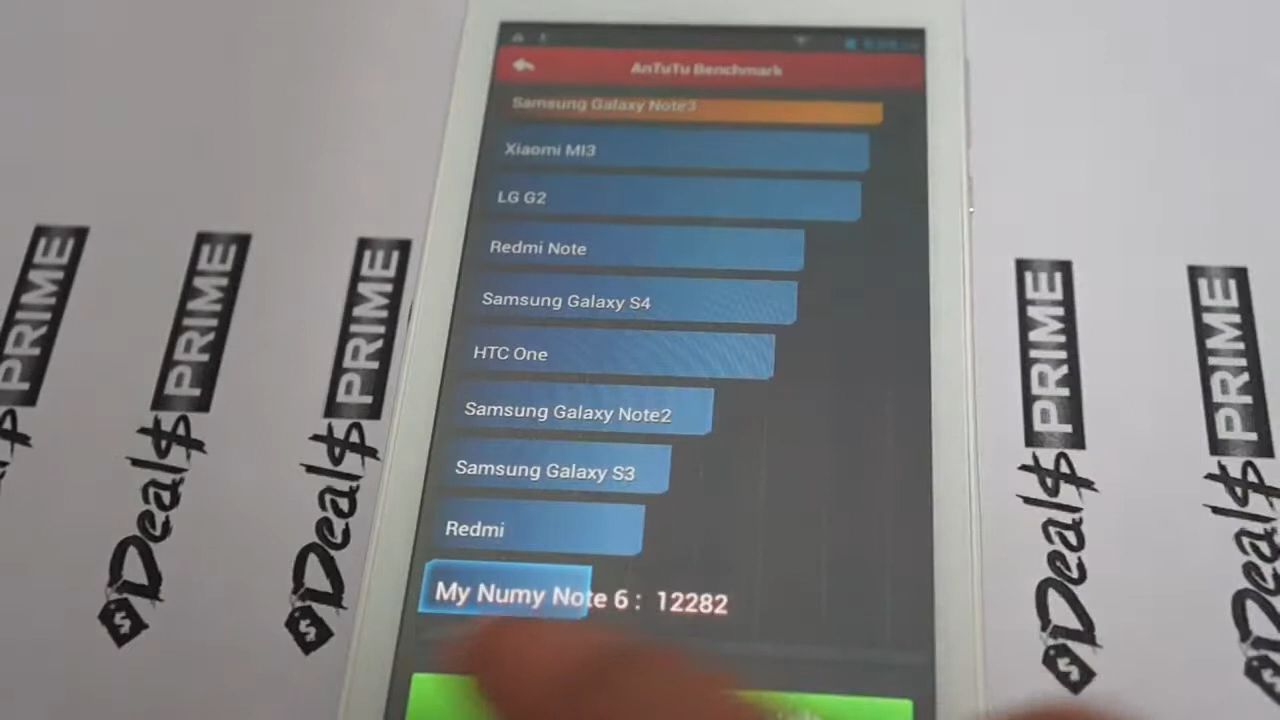 AnTuTu Benchmark
Samsung Galaxy Note3
Xiaomi MI3
LG G2
Redmi Note
Samsung Galaxy S4
HTC One
Samsung Galaxy Note2
Samsung Galaxy S3
Redmi
My Numy Note 6 : 12282
Deal$PRIME
Deal$PRIME
Deal$PRIME
Deal$PRIME
Deal$PRIME